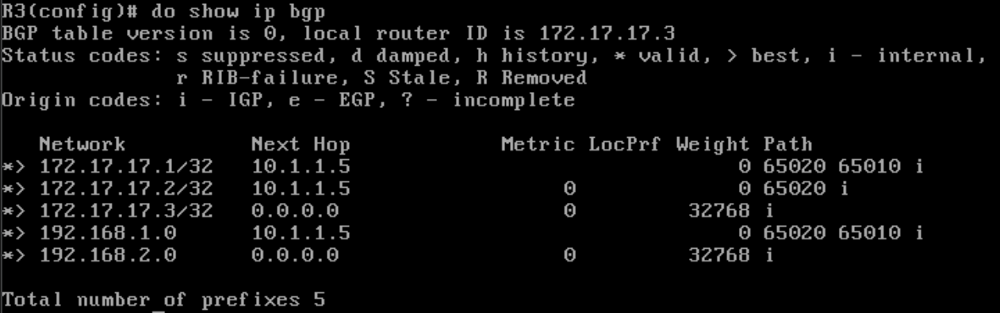 R3(config)# do show ip bgp
BGP table version is 0, local router ID is 172.17.17.3
Status codes: s suppressed, d damped, h history, * valid, > best, i - internal,
              r RIB-failure, S Stale, R Removed
Origin codes: i - IGP, e - EGP, ? - incomplete

   Network          Next Hop            Metric LocPrf Weight Path
*> 172.17.17.1/32   10.1.1.5                               0 65020 65010 i
*> 172.17.17.2/32   10.1.1.5                 0             0 65020 i
*> 172.17.17.3/32   0.0.0.0                  0         32768 i
*> 192.168.1.0      10.1.1.5                               0 65020 65010 i
*> 192.168.2.0      0.0.0.0                  0         32768 i

Total number of prefixes 5